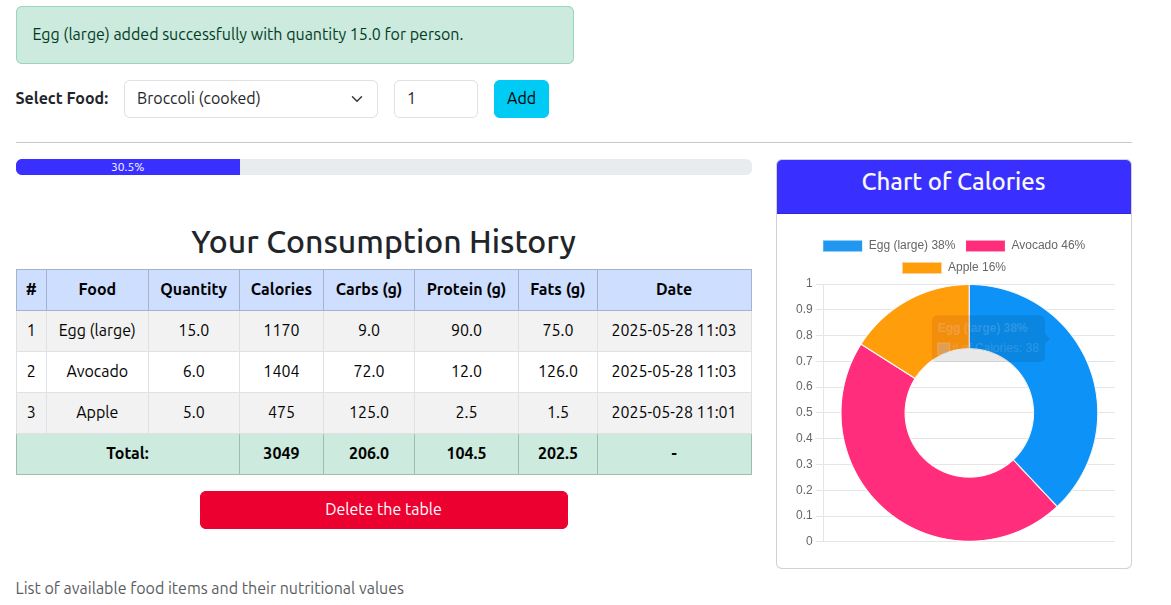 Egg (large) added successfully with quantity 15.0 for person.
Select Food: Broccoli (cooked) 1 Add
30.5%
Your Consumption History
# Food Quantity Calories Carbs (g) Protein (g) Fats (g) Date
1 Egg (large) 15.0 1170 9.0 90.0 75.0 2025-05-28 11:03
2 Avocado 6.0 1404 72.0 12.0 126.0 2025-05-28 11:03
3 Apple 5.0 475 125.0 2.5 1.5 2025-05-28 11:01
Total: 3049 206.0 104.5 202.5 -
Delete the table
Chart of Calories
Egg (large) 38% Avocado 46%
Apple 16%
1
0.9
0.8
0.7
0.6
0.5
0.4
0.3
0.2
0.1
0
Egg (large) 38%
Calories: 38
List of available food items and their nutritional values